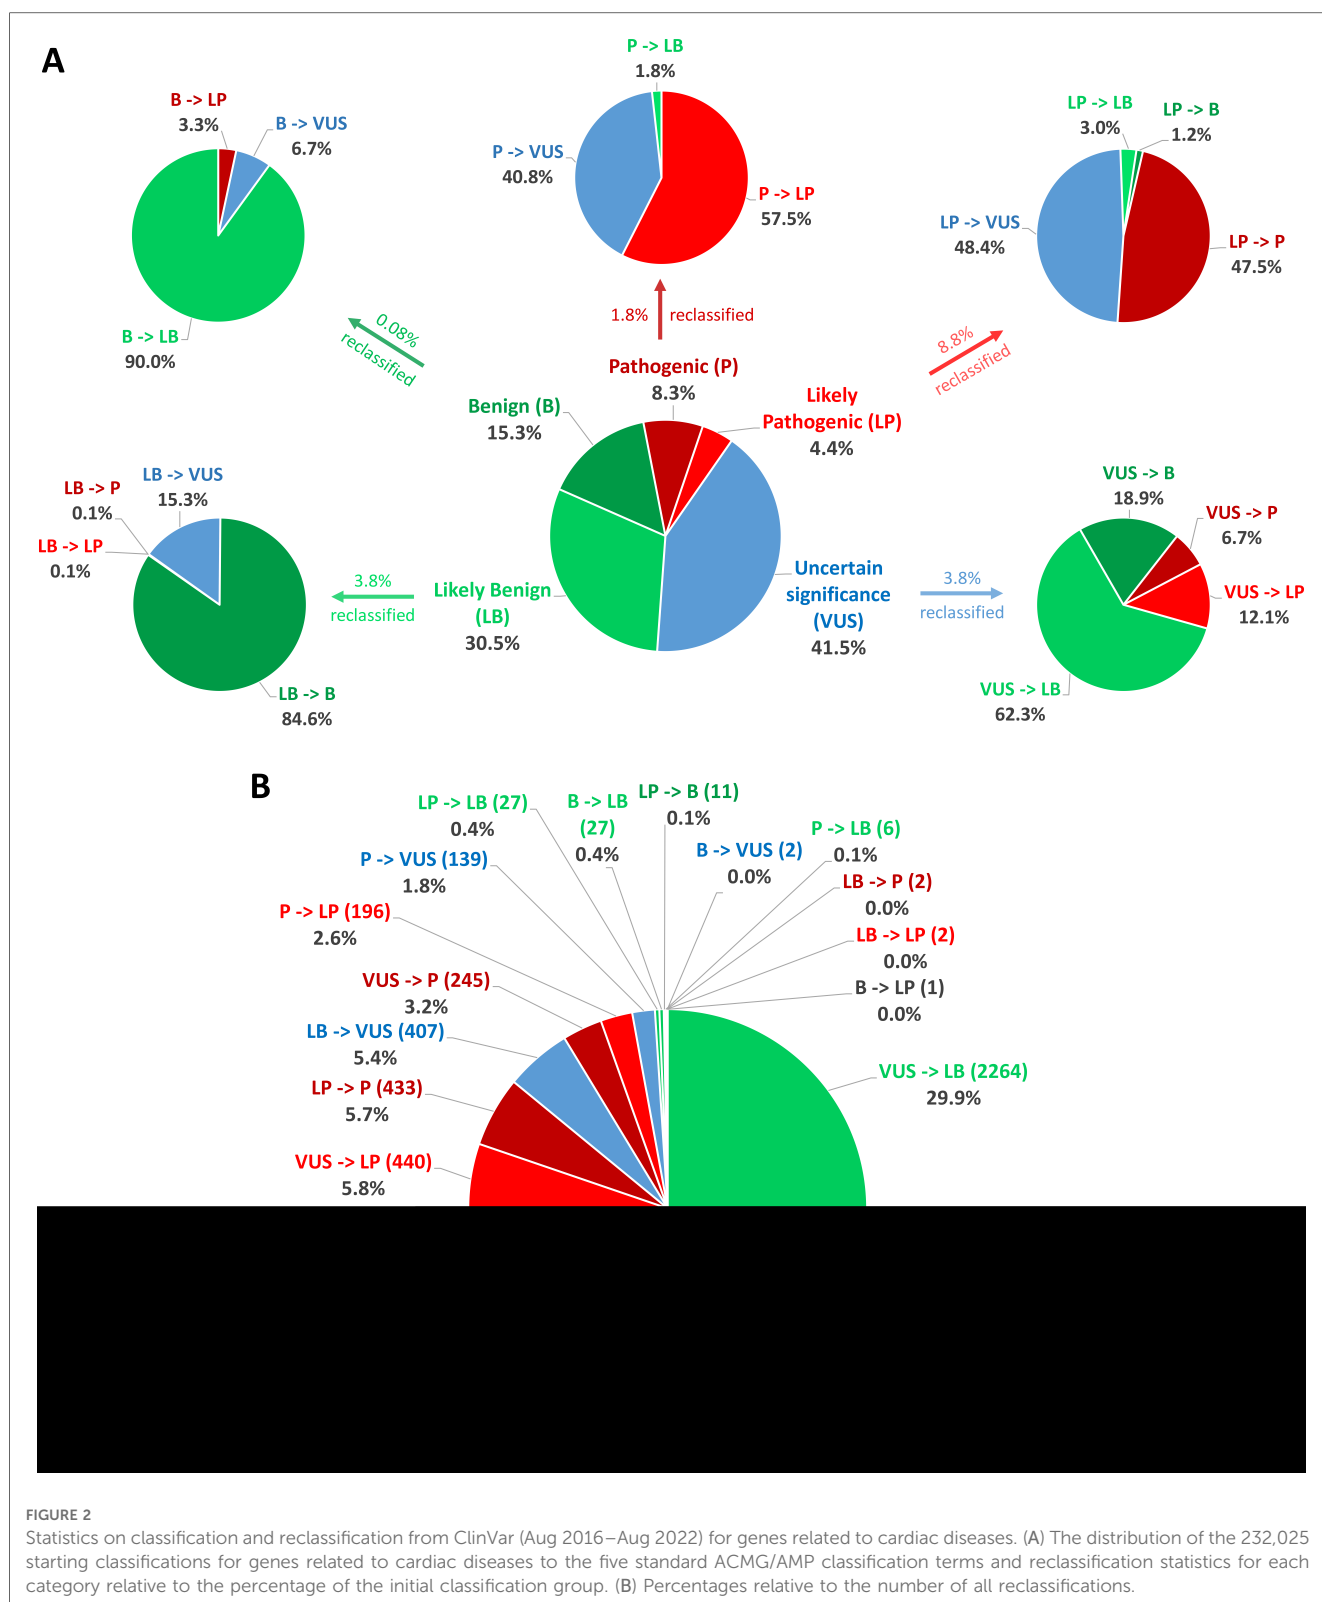 A
P -> LB
1.8%
B -> LP
3.3%
B -> VUS
6.7%
P -> VUS
40.8%
P -> LP
57.5%
LP -> LB
3.0%
LP -> B
1.2%
LP -> VUS
48.4%
LP -> P
47.5%
B -> LB
90.0%
0.08%
reclassified
1.8% reclassified
8.8%
reclassified
Pathogenic (P)
8.3%
Benign (B)
15.3%
Likely
Pathogenic (LP)
4.4%
LB -> VUS
15.3%
LB -> P
0.1%
LB -> LP
0.1%
LB -> B
84.6%
3.8%
reclassified
Likely Benign
(LB)
30.5%
Uncertain
significance
(VUS)
41.5%
3.8%
reclassified
VUS -> B
18.9%
VUS -> P
6.7%
VUS -> LP
12.1%
VUS -> LB
62.3%
B
LP -> LB (27)
0.4%
B -> LB
(27)
0.4%
LP -> B (11)
0.1%
P -> VUS (139)
1.8%
B -> VUS (2)
0.0%
P -> LB (6)
0.1%
P -> LP (196)
2.6%
LB -> P (2)
0.0%
LB -> LP (2)
0.0%
VUS -> P (245)
3.2%
B -> LP (1)
0.0%
LB -> VUS (407)
5.4%
LP -> P (433)
5.7%
VUS -> LB (2264)
29.9%
VUS -> LP (440)
5.8%
FIGURE 2
Statistics on classification and reclassification from ClinVar (Aug 2016–Aug 2022) for genes related to cardiac diseases. (A) The distribution of the 232,025
starting classifications for genes related to cardiac diseases to the five standard ACMG/AMP classification terms and reclassification statistics for each
category relative to the percentage of the initial classification group. (B) Percentages relative to the number of all reclassifications.